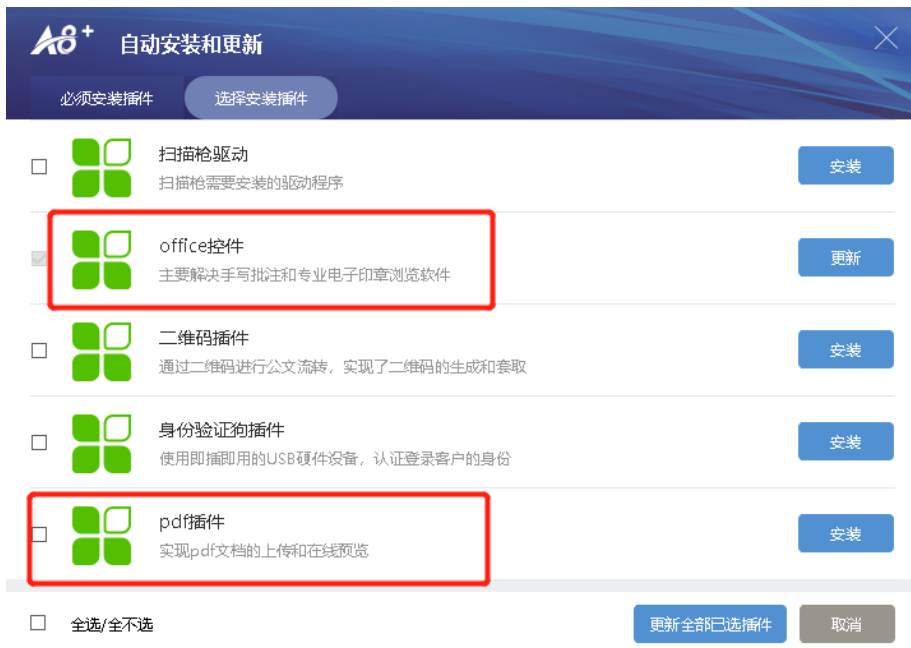 A8+ 自动安装和更新
必须安装插件 选择安装插件
扫描枪驱动
扫描枪需要安装的驱动程序
安装
office控件
主要解决手写批注和专业电子印章浏览软件
更新
二维码插件
通过二维码进行公文流转，实现了二维码的生成和套取
安装
身份验证狗插件
使用即插即用的USB硬件设备，认证登录客户的身份
安装
pdf插件
实现pdf文档的上传和在线预览
安装
全选/全不选 更新全部已选插件 取消